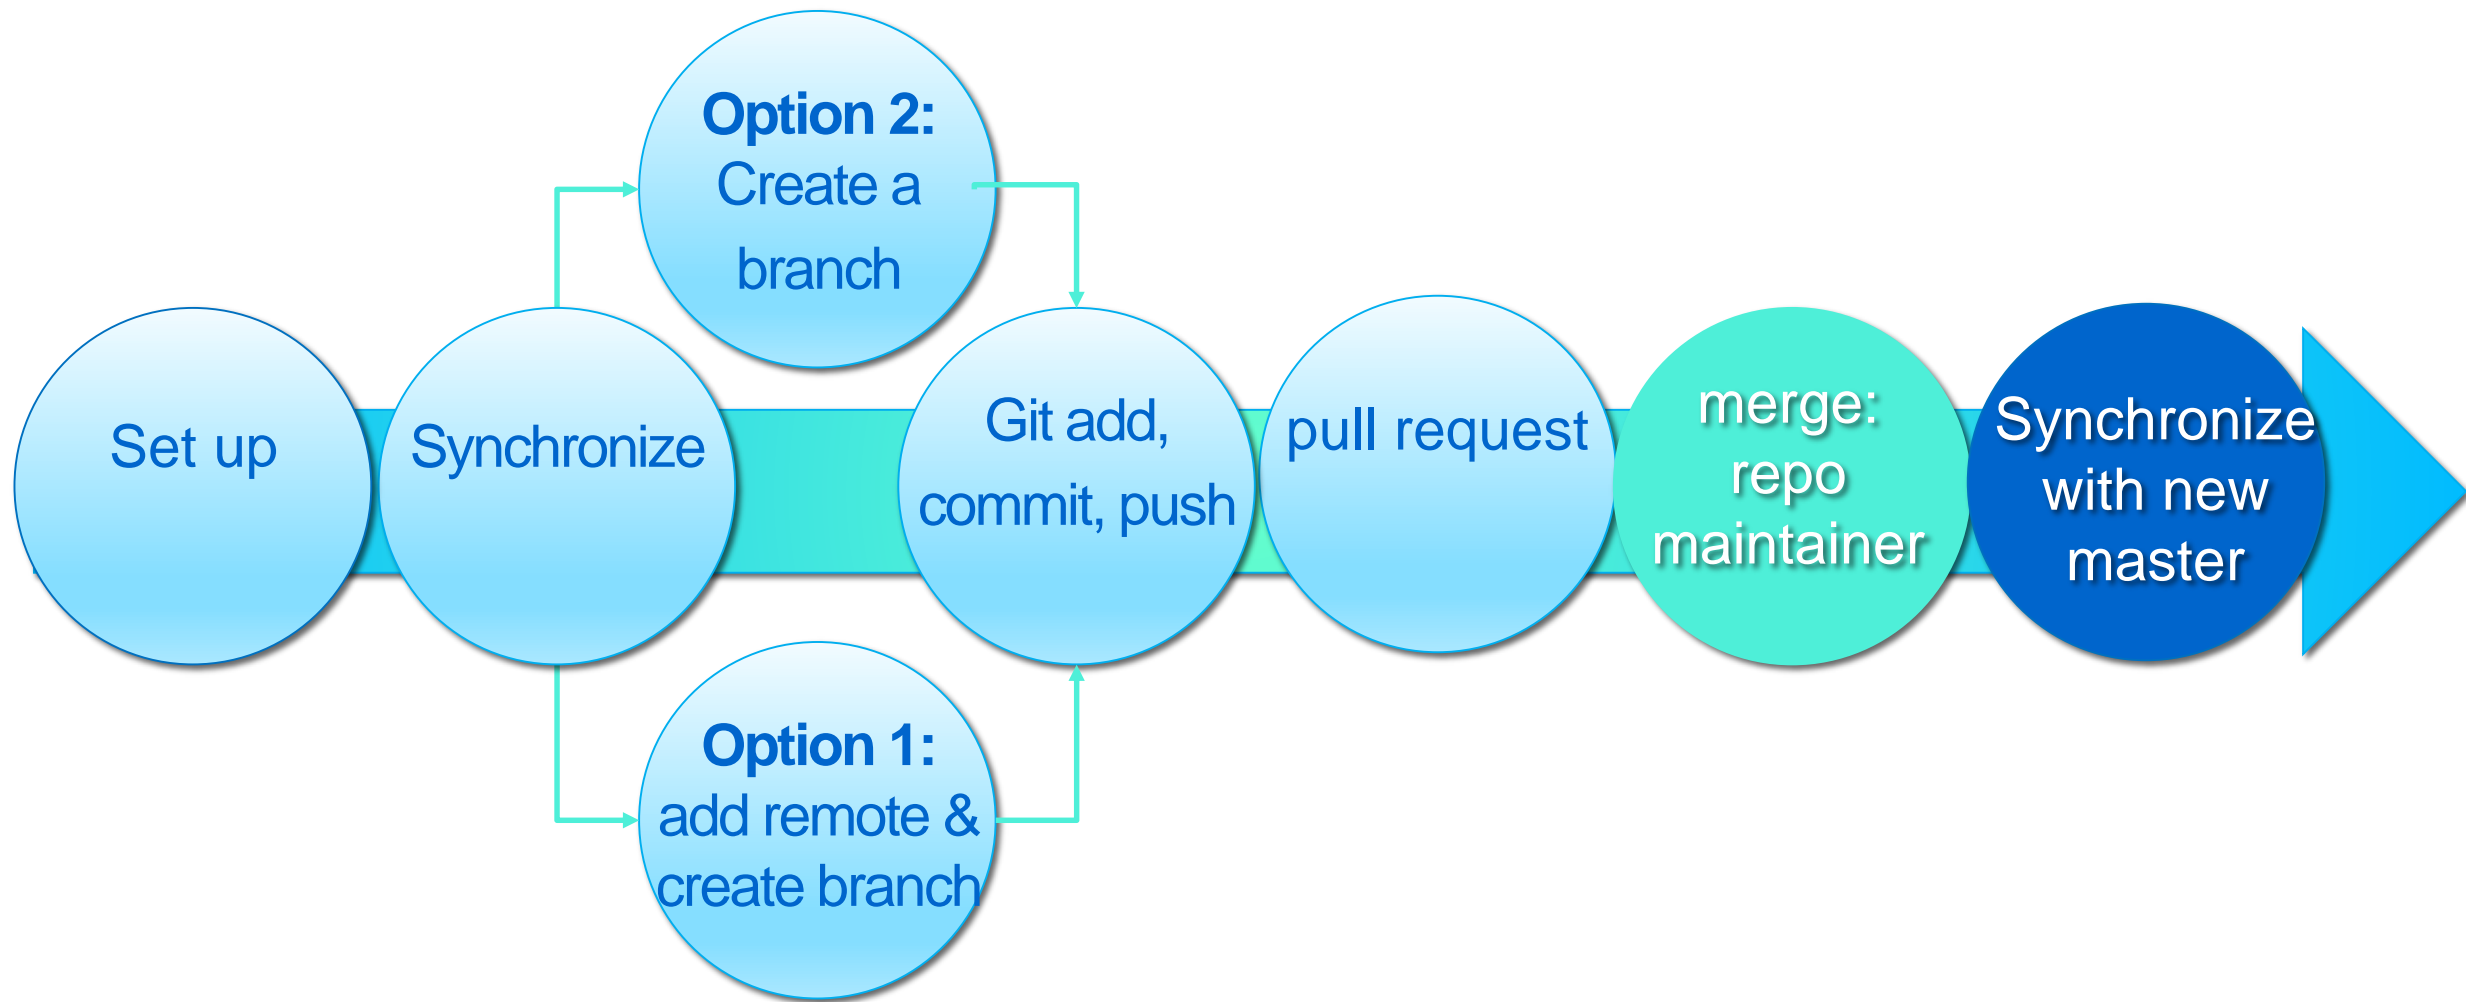 Option 2:
Create a
branch
Set up
Synchronize
Git add,
commit, push
pull request
merge:
repo
maintainer
Synchronize
with new
master
Option 1:
add remote &
create branch